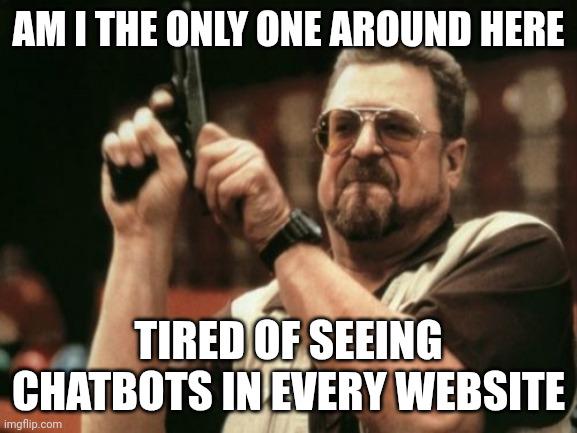 AM I THE ONLY ONE AROUND HERE
TIRED OF SEEING
CHATBOTS IN EVERY WEBSITE
imgflip.com